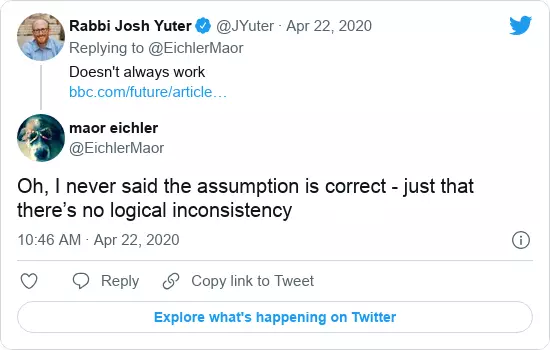 Rabbi Josh Yuter @JYuter · Apr 22, 2020
Replying to @EichlerMaor
Doesn't always work
bbc.com/future/article…
maor eichler
@EichlerMaor
Oh, I never said the assumption is correct - just that
there’s no logical inconsistency
10:46 AM · Apr 22, 2020
Reply Copy link to Tweet
Explore what's happening on Twitter